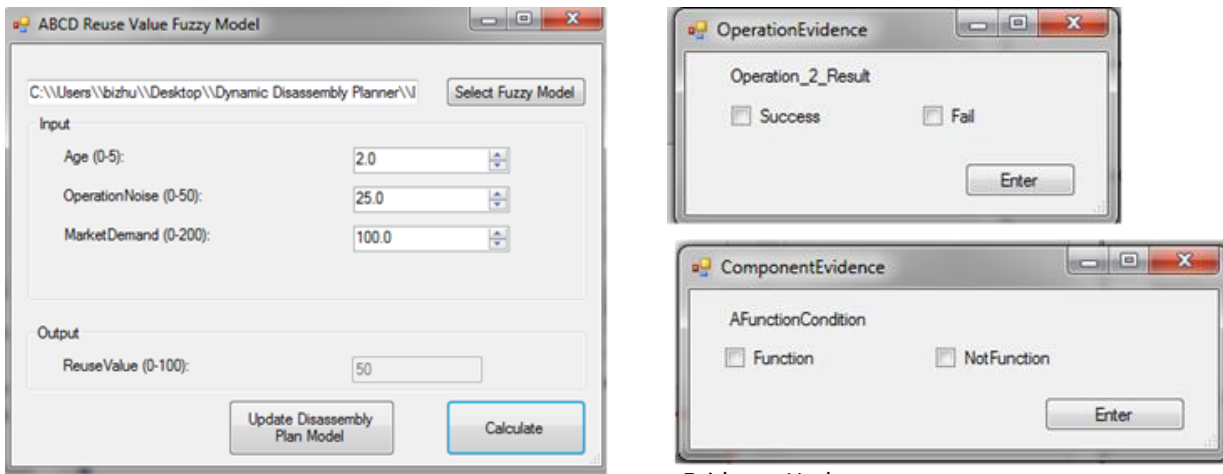 ABCD Reuse Value Fuzzy Model
C:\\Users\\bizhu\\Desktop\\Dynamic Disassembly Planner\\
Select Fuzzy Model
Input
Age (0-5):
2.0
OperationNoise (0-50):
25.0
MarketDemand (0-200):
100.0
Output
ReuseValue (0-100):
50
Update Disassembly
Plan Model
Calculate
OperationEvidence
Operation_2_Result
Success
Fail
Enter
ComponentEvidence
AFunctionCondition
Function
NotFunction
Enter